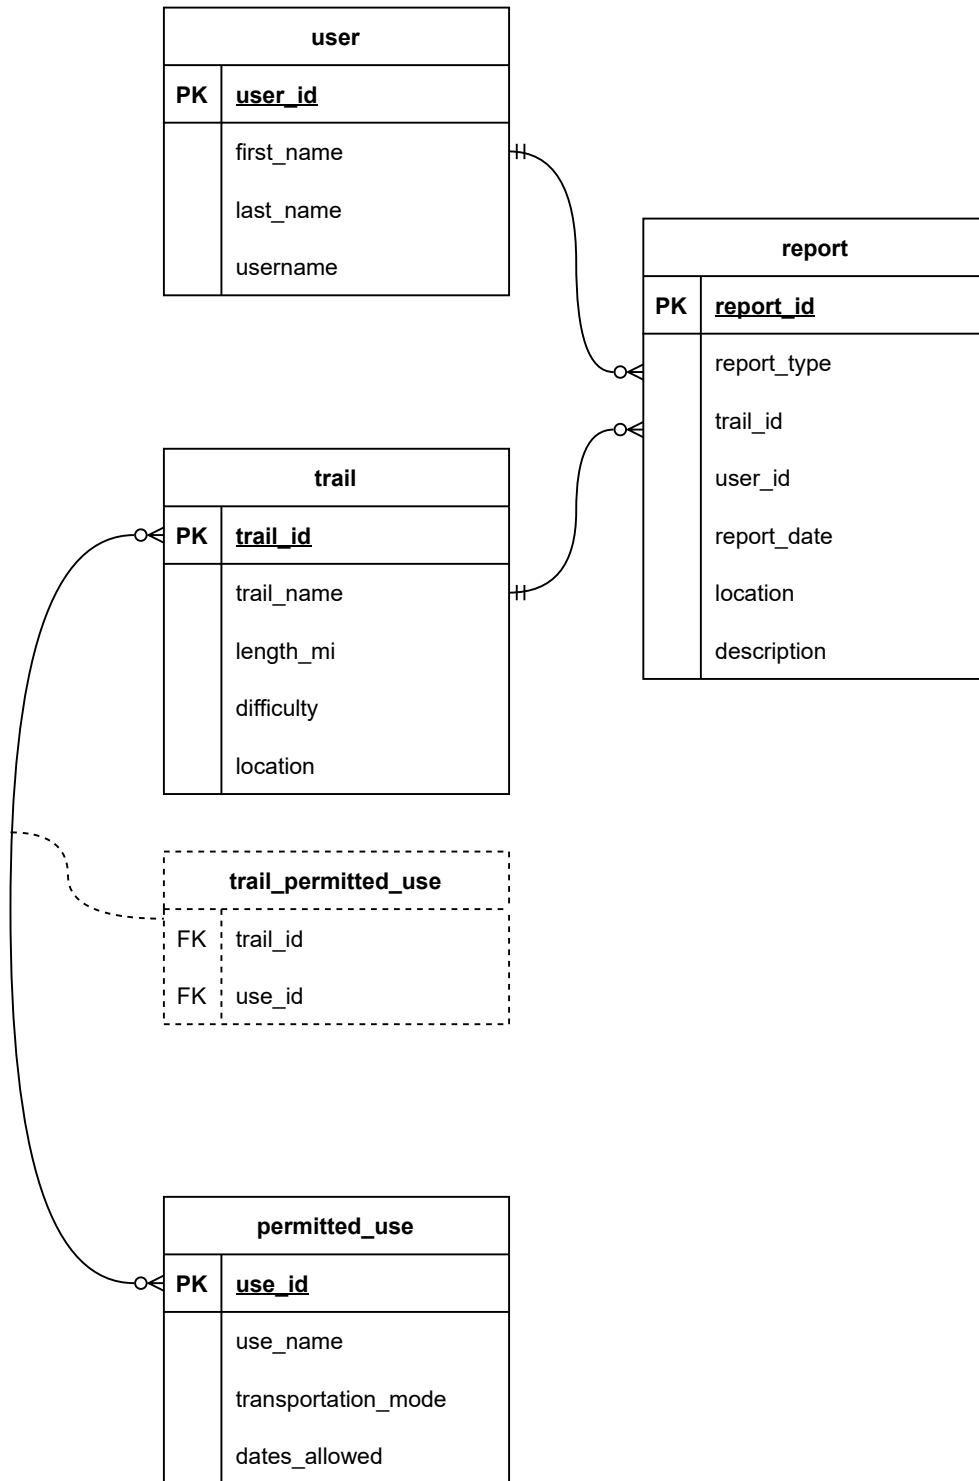 user
PK user_id
first_name
last_name
username
report
PK report_id
report_type
trail_id
user_id
report_date
location
description
trail
PK trail_id
trail_name
length_mi
difficulty
location
trail_permitted_use
FK trail_id
FK use_id
permitted_use
PK use_id
use_name
transportation_mode
dates_allowed